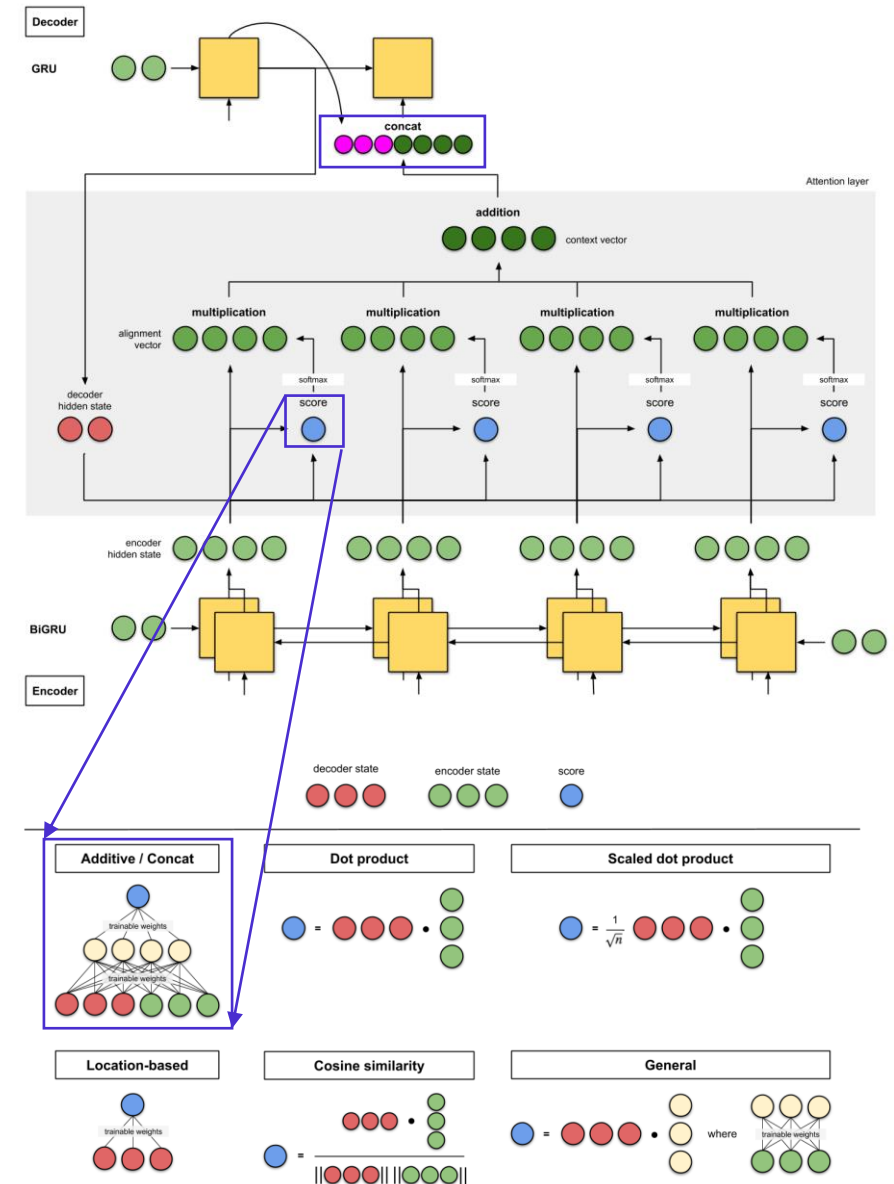 Decoder
GRU
concat
Attention layer
addition
context vector
multiplication multiplication multiplication multiplication
alignment
vector
softmax softmax softmax softmax
decoder
hidden state
score score score score
encoder
hidden state
BiGRU
Encoder
decoder state encoder state score
Additive / Concat Dot product Scaled dot product
trainable weights
= • = 1/√n •
trainable weights
Location-based Cosine similarity General
trainable weights
•
= = • where trainable weights
|| || || ||